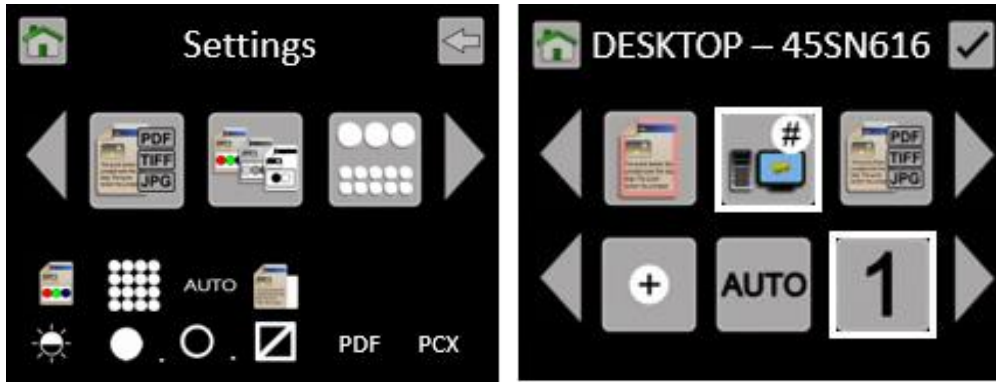 Settings
PDF
TIFF
JPG
AUTO
PDF PCX
DESKTOP – 45SN616
#
PDF
TIFF
JPG
+ AUTO 1